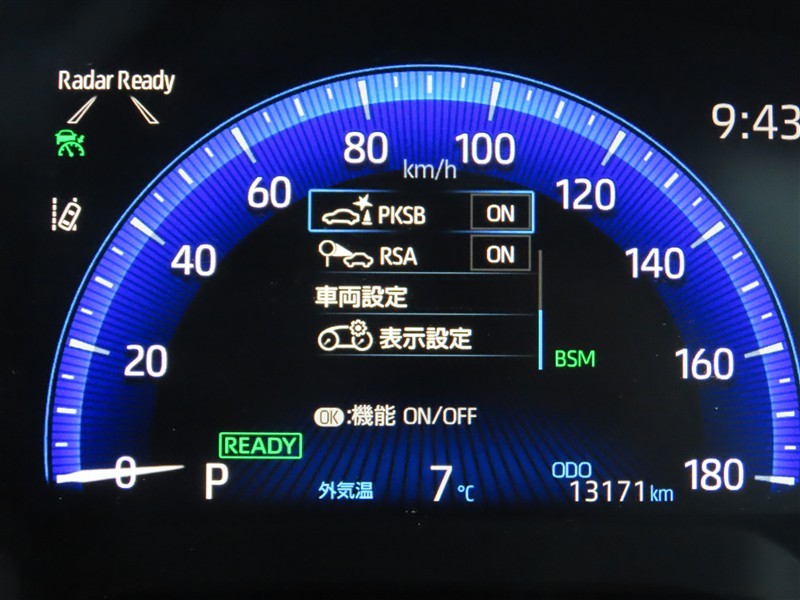 Radar Ready
9:43
80
100
km/h
60
120
PKSB ON
40
RSA ON
140
車両設定
表示設定
20
BSM
160
OK:機能 ON/OFF
READY
0
P
外気温 7℃
ODO
13171km
180